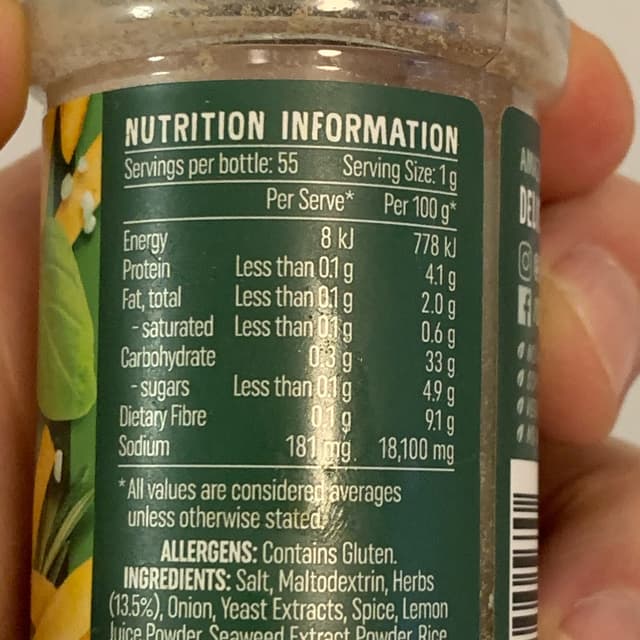 NUTRITION INFORMATION
Servings per bottle: 55 Serving Size: 1 g
Per Serve* Per 100 g*
Energy 8 kJ 778 kJ
Protein Less than 0.1 g 4.1 g
Fat, total Less than 0.1 g 2.0 g
- saturated Less than 0.1 g 0.6 g
Carbohydrate 0.3 g 33 g
- sugars Less than 0.1 g 4.9 g
Dietary Fibre 0.1 g 9.1 g
Sodium 181 mg. 18,100 mg
*All values are considered averages
unless otherwise stated.
ALLERGENS: Contains Gluten.
INGREDIENTS: Salt, Maltodextrin, Herbs
(13.5%), Onion, Yeast Extracts, Spice, Lemon
Juice Powder, Seaweed Extract Powder, Rice